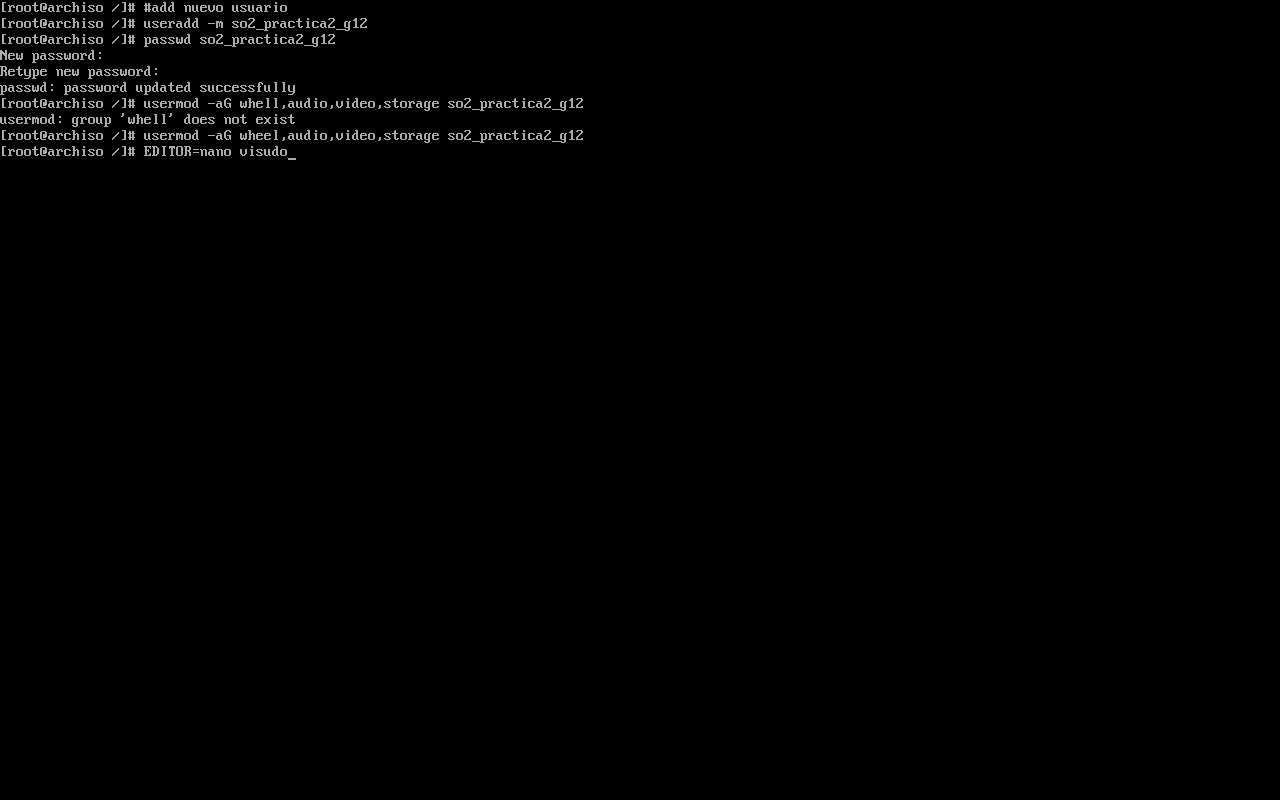 [root@archiso /]# #add nuevo usuario
[root@archiso /]# useradd -m so2_practica2_g12
[root@archiso /]# passwd so2_practica2_g12
New password:
Retype new password:
passwd: password updated successfully
[root@archiso /]# usermod -aG whell,audio,video,storage so2_practica2_g12
usermod: group 'whell' does not exist
[root@archiso /]# usermod -aG wheel,audio,video,storage so2_practica2_g12
[root@archiso /]# EDITOR=nano visudo_